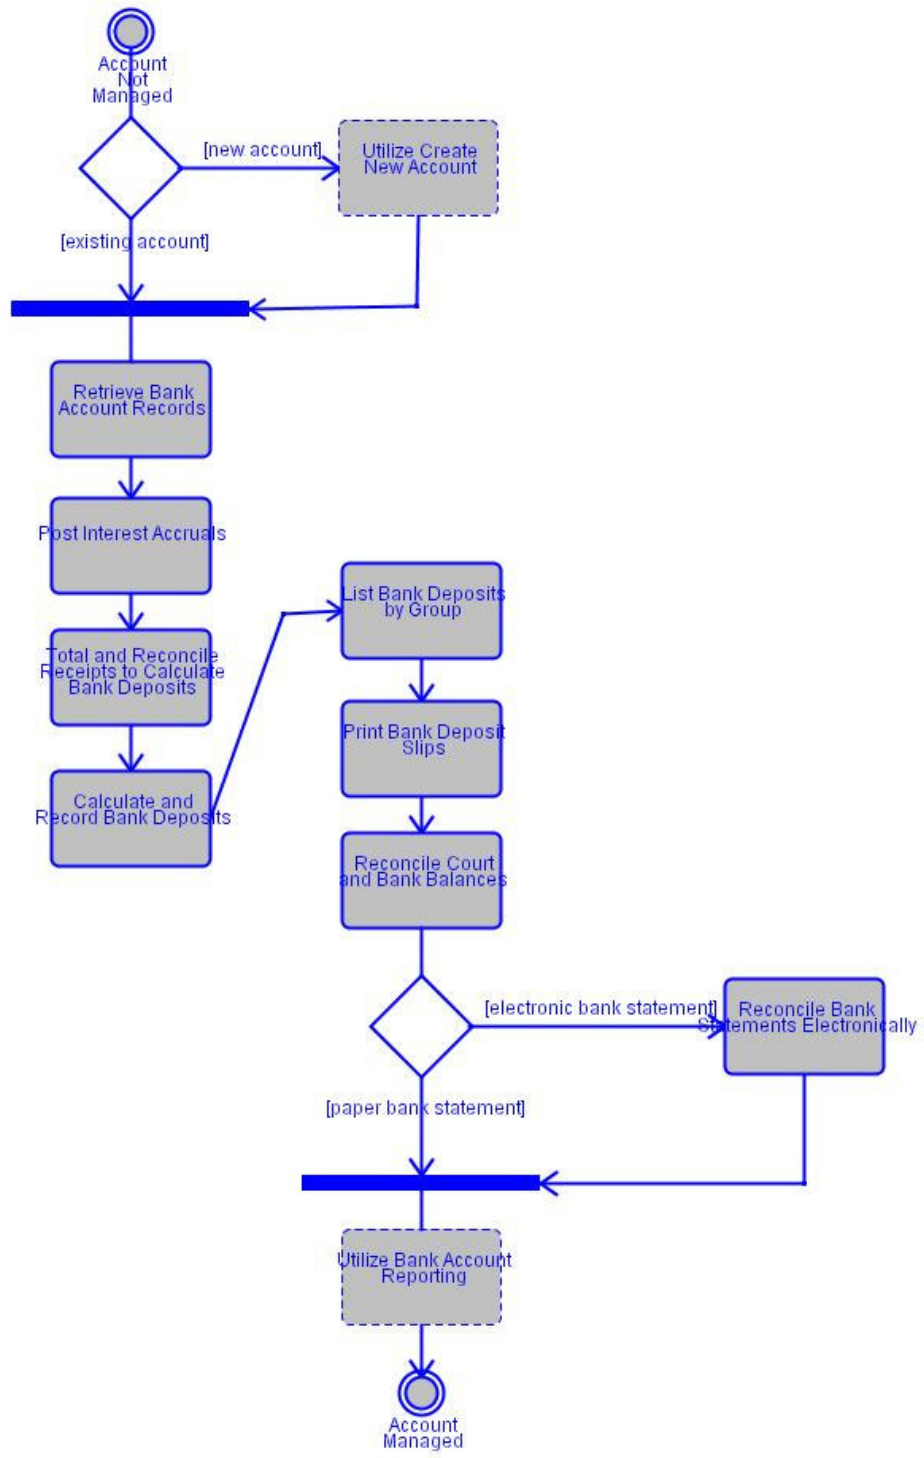 Account
Not
Managed
[new account]
Utilize Create
New Account
[existing account]
Retrieve Bank
Account Records
Post Interest Accruals
Total and Reconcile
Receipts to Calculate
Bank Deposits
Calculate and
Record Bank Deposits
List Bank Deposits
by Group
Print Bank Deposit
Slips
Reconcile Court
and Bank Balances
[electronic bank statement]
Reconcile Bank
Statements Electronically
[paper bank statement]
Utilize Bank Account
Reporting
Account
Managed